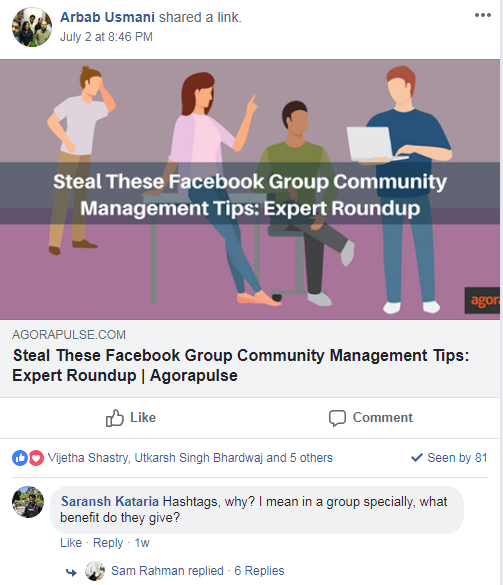 Arbab Usmani shared a link.
July 2 at 8:46 PM
Steal These Facebook Group Community
Management Tips: Expert Roundup
agora
AGORAPULSE.COM
Steal These Facebook Group Community Management Tips:
Expert Roundup | Agorapulse
Like
Comment
Vijetha Shastry, Utkarsh Singh Bhardwaj and 5 others
Seen by 81
Saransh Kataria Hashtags, why? I mean in a group specially, what
benefit do they give?
Like · Reply · 1w
Sam Rahman replied · 6 Replies